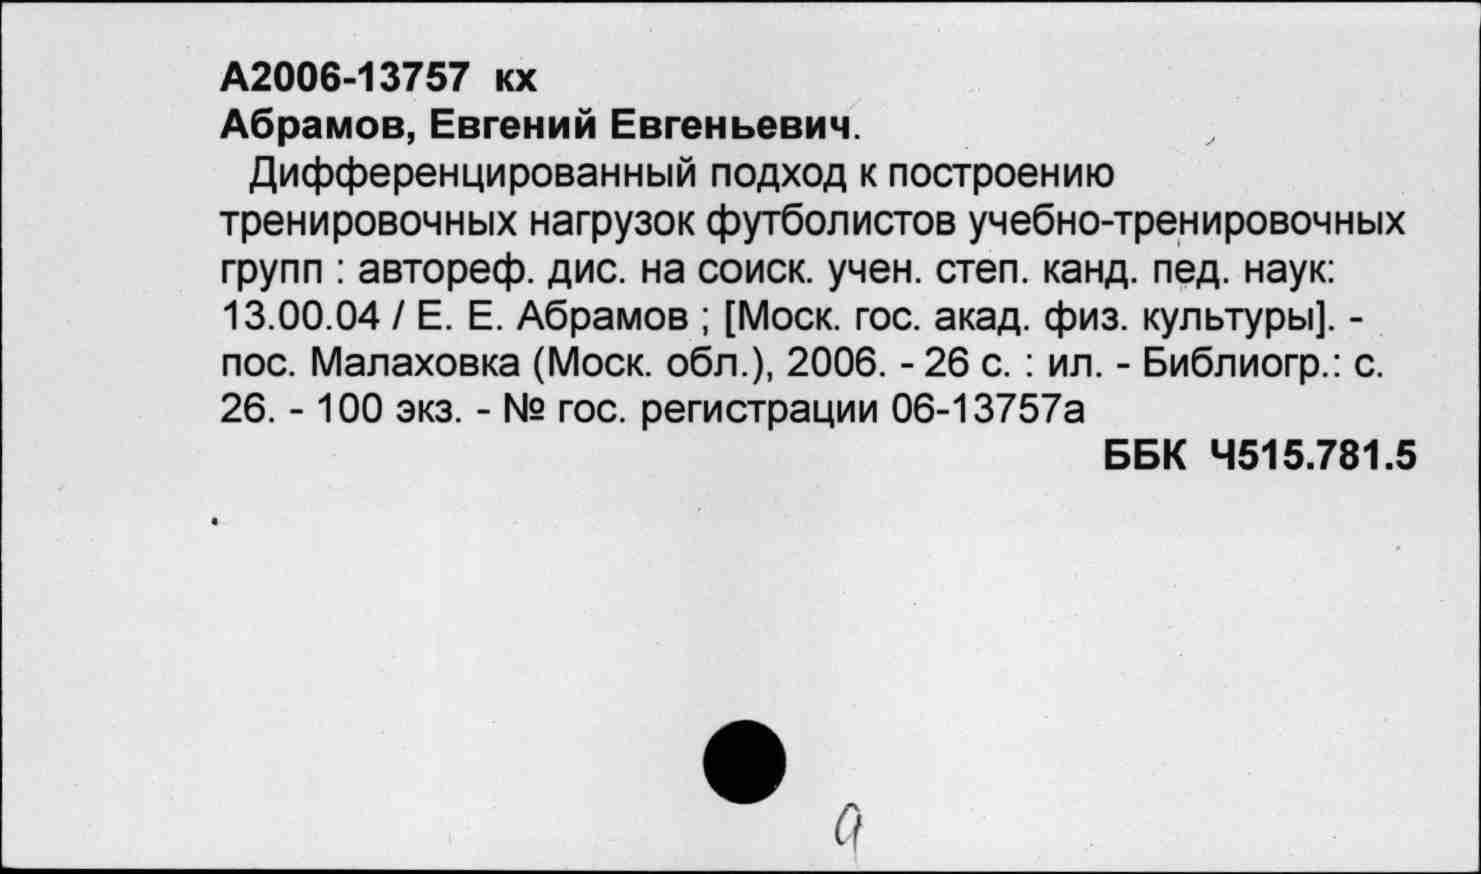 А2006-13757 кх
Абрамов, Евгений Евгеньевич.
Дифференцированный подход к построению
тренировочных нагрузок футболистов учебно-тренировочных
групп : автореф. дис. на соиск. учен. степ. канд. пед. наук:
13.00.04 / Е. Е. Абрамов ; [Моск. гос. акад. физ. культуры]. -
пос. Малаховка (Моск. обл.), 2006. - 26 с. : ил. - Библиогр.: с.
26. - 100 экз. - № гос. регистрации 06-13757а
ББК Ч515.781.5